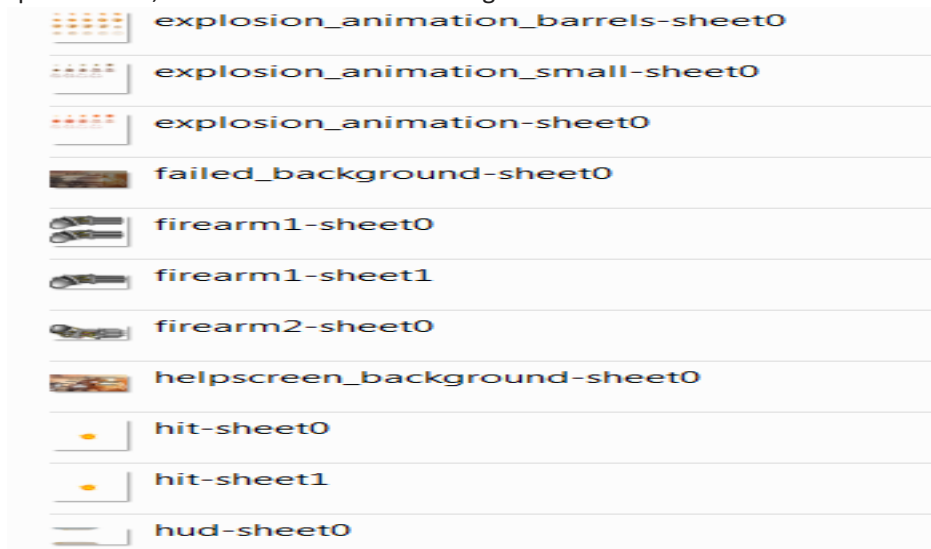 explosion_animation_barrels-sheet0
explosion_animation_small-sheet0
explosion_animation-sheet0
failed_background-sheet0
firearm1-sheet0
firearm1-sheet1
firearm2-sheet0
helpscreen_background-sheet0
hit-sheet0
hit-sheet1
hud-sheet0